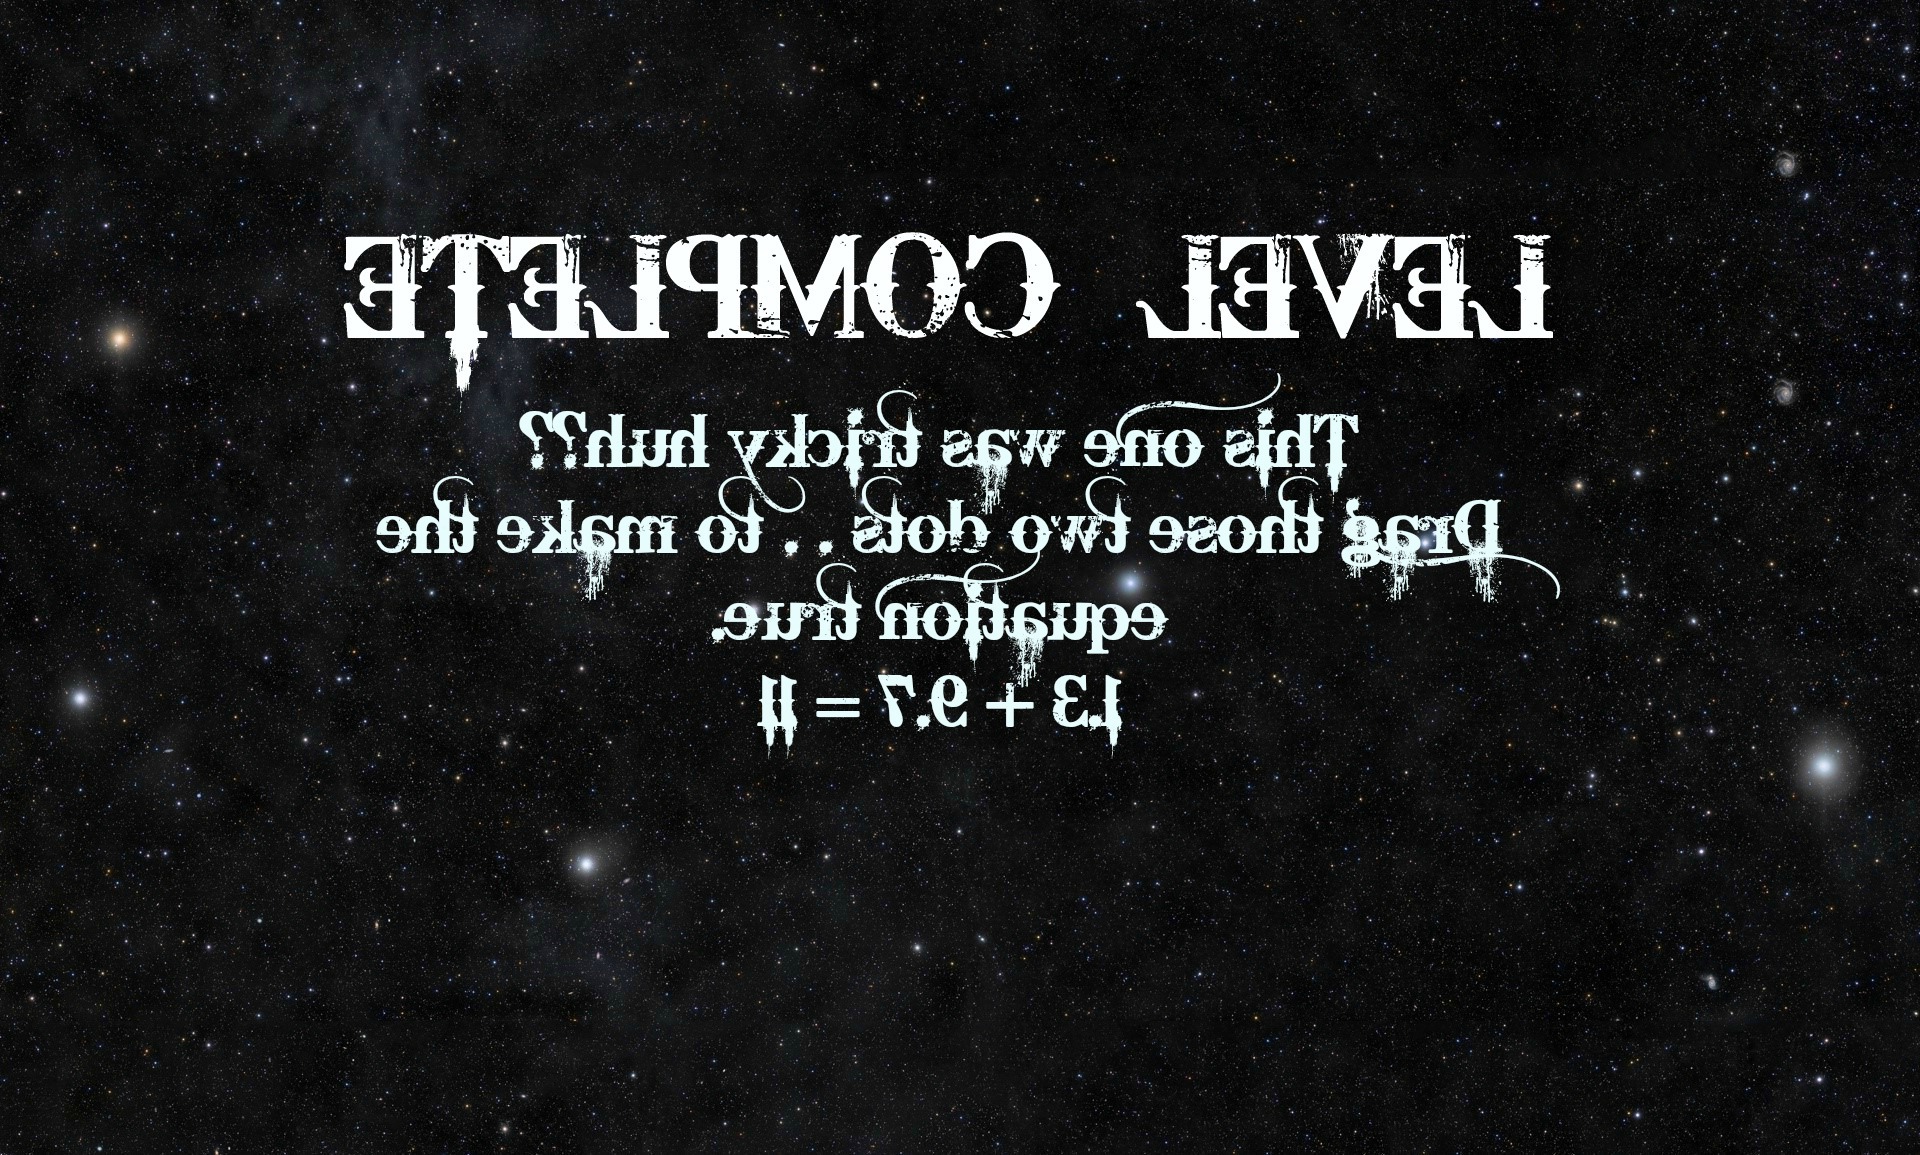 LEVEL COMPLETE
This one was tricky huh??
Drag those two dots . . to make the
equation true.
1.3 + 9.7 = 11